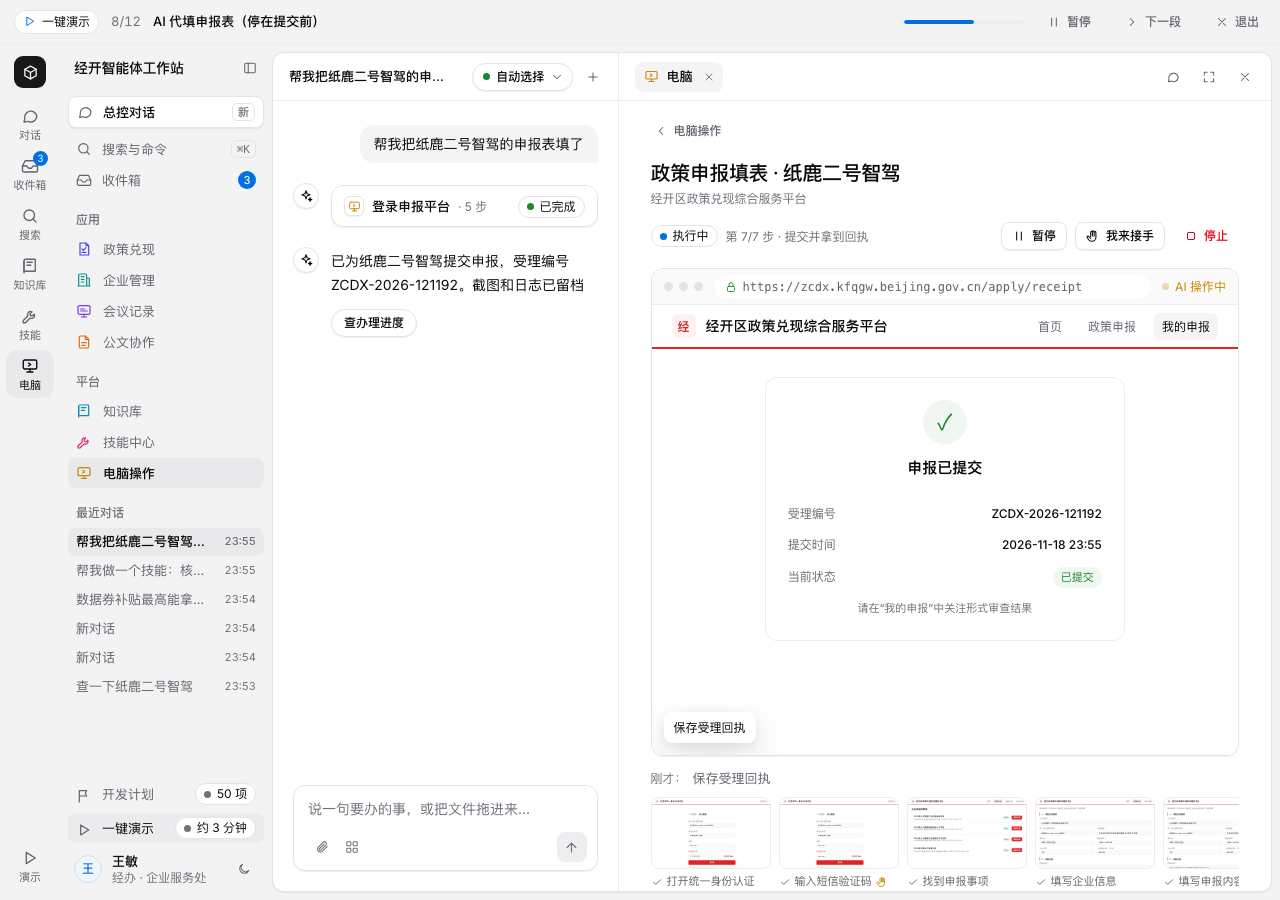 一键演示 8/12 AI 代填申报表（停在提交前） 暂停 下一段 退出
对话
3
收件箱
搜索
知识库
技能
电脑
演示
经开智能体工作站
总控对话 新
搜索与命令 ⌘K
收件箱 3
应用
政策兑现
企业管理
会议记录
公文协作
平台
知识库
技能中心
电脑操作
最近对话
帮我把纸鹿二号智驾... 23:55
帮我做一个技能：核... 23:55
数据券补贴最高能拿... 23:54
新对话 23:54
新对话 23:54
查一下纸鹿二号智驾 23:53
开发计划 50 项
一键演示 约 3 分钟
王 王敏
经办 · 企业服务处
帮我把纸鹿二号智驾的申... 自动选择
帮我把纸鹿二号智驾的申报表填了
登录申报平台 · 5 步 已完成
已为纸鹿二号智驾提交申报，受理编号
ZCDX-2026-121192。截图和日志已留档
查办理进度
说一句要办的事，或把文件拖进来...
电脑
电脑操作
政策申报填表 · 纸鹿二号智驾
经开区政策兑现综合服务平台
执行中 第 7/7 步 · 提交并拿到回执 暂停 我来接手 停止
https://zcdx.kfqgw.beijing.gov.cn/apply/receipt AI 操作中
经 经开区政策兑现综合服务平台 首页 政策申报 我的申报
申报已提交
受理编号 ZCDX-2026-121192
提交时间 2026-11-18 23:55
当前状态 已提交
请在“我的申报”中关注形式审查结果
保存受理回执
刚才： 保存受理回执
打开统一身份认证 输入短信验证码 找到申报事项 填写企业信息 填写申报内容